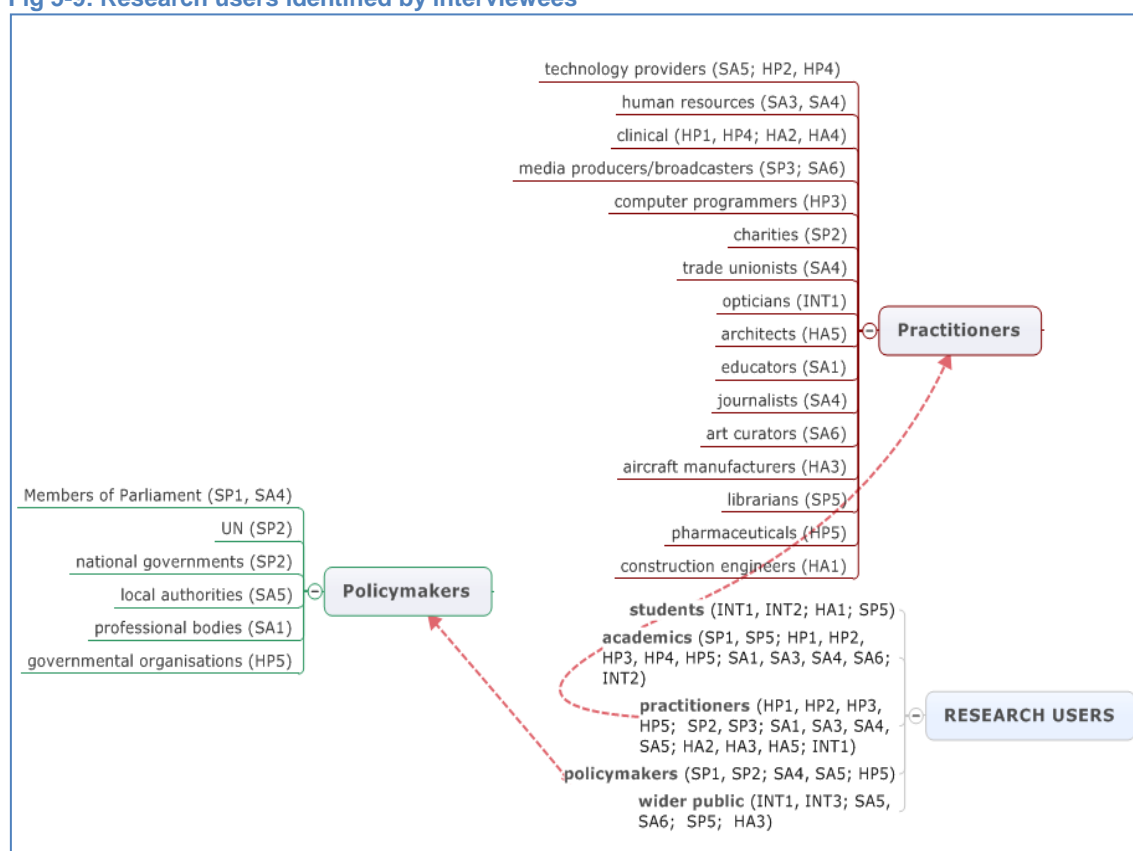 Fig 5-9: Research users identified by interviewees
technology providers (SA5; HP2, HP4)
human resources (SA3, SA4)
clinical (HP1, HP4; HA2, HA4)
media producers/broadcasters (SP3; SA6)
computer programmers (HP3)
charities (SP2)
trade unionists (SA4)
opticians (INT1)
architects (HA5)
educators (SA1)
journalists (SA4)
art curators (SA6)
aircraft manufacturers (HA3)
librarians (SP5)
pharmaceuticals (HP5)
construction engineers (HA1)
Practitioners
Members of Parliament (SP1, SA4)
UN (SP2)
national governments (SP2)
local authorities (SA5)
professional bodies (SA1)
governmental organisations (HP5)
Policymakers
students (INT1, INT2; HA1; SP5)
academics (SP1, SP5; HP1, HP2,
HP3, HP4, HP5; SA1, SA3, SA4, SA6;
INT2)
practitioners (HP1, HP2, HP3,
HP5; SP2, SP3; SA1, SA3, SA4,
SA5; HA2, HA3, HA5; INT1)
policymakers (SP1, SP2; SA4, SA5; HP5)
wider public (INT1, INT3; SA5,
SA6; SP5; HA3)
RESEARCH USERS